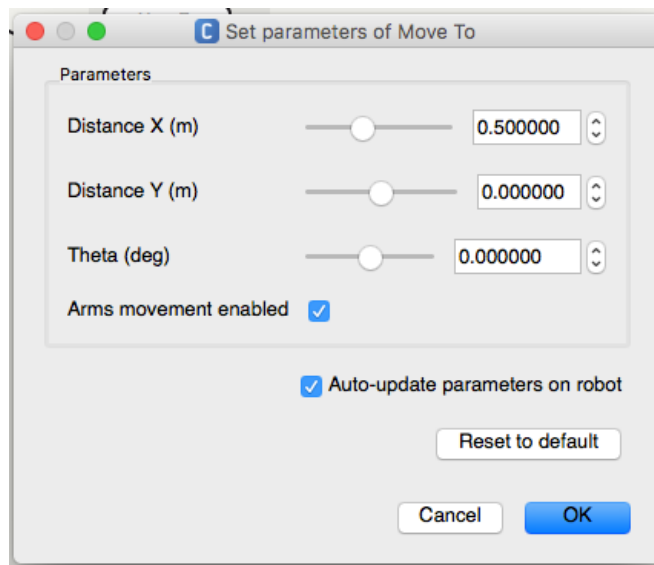 C Set parameters of Move To
Parameters
Distance X (m) 0.500000
Distance Y (m) 0.000000
Theta (deg) 0.000000
Arms movement enabled
Auto-update parameters on robot
Reset to default
Cancel OK